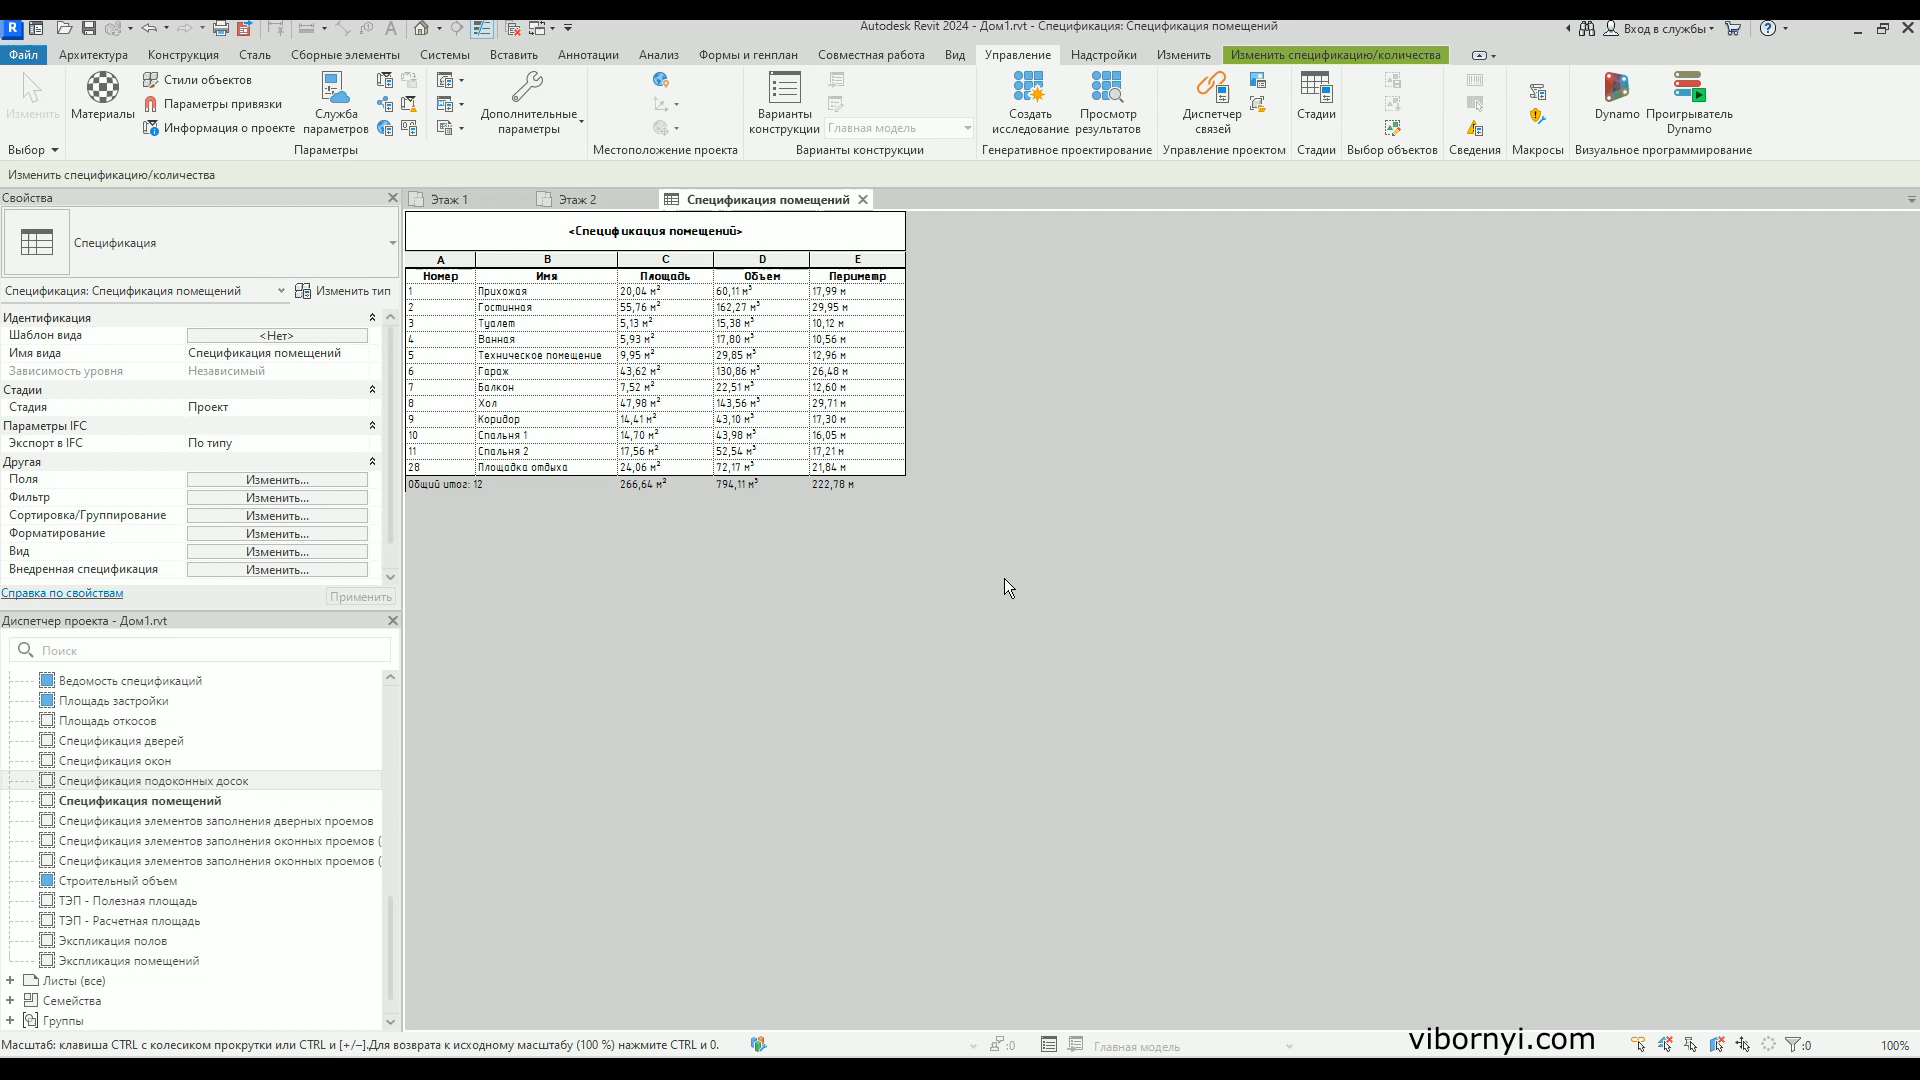 Autodesk Revit 2024 - Дом1.rvt - Спецификация: Спецификация помещений
Вход в службы
Файл Архитектура Конструкция Сталь Сборные элементы Системы Вставить Аннотации Анализ Формы и генплан Совместная работа Вид Управление Надстройки Изменить Изменить спецификацию/количества
Изменить
Материалы
Стили объектов
Параметры привязки
Информация о проекте
Служба параметров
Дополнительные параметры
Варианты конструкции
Главная модель
Создать исследование
Просмотр результатов
Диспетчер связей
Стадии
Dynamo
Проигрыватель Dynamo
Выбор Параметры Местоположение проекта Варианты конструкции Генеративное проектирование Управление проектом Стадии Выбор объектов Сведения Макросы Визуальное программирование
Изменить спецификацию/количества
Свойства
Спецификация
Спецификация: Спецификация помещений Изменить тип
Идентификация
Шаблон вида <Нет>
Имя вида Спецификация помещений
Зависимость уровня Независимый
Стадии
Стадия Проект
Параметры IFC
Экспорт в IFC По типу
Другая
Поля Изменить...
Фильтр Изменить...
Сортировка/Группирование Изменить...
Форматирование Изменить...
Вид Изменить...
Внедренная спецификация Изменить...
Справка по свойствам Применить
Диспетчер проекта - Дом1.rvt
Поиск
Ведомость спецификаций
Площадь застройки
Площадь откосов
Спецификация дверей
Спецификация окон
Спецификация подоконных досок
Спецификация помещений
Спецификация элементов заполнения дверных проемов
Спецификация элементов заполнения оконных проемов (
Спецификация элементов заполнения оконных проемов (
Строительный объем
ТЭП - Полезная площадь
ТЭП - Расчетная площадь
Экспликация полов
Экспликация помещений
Листы (все)
Семейства
Группы
Этаж 1 Этаж 2 Спецификация помещений
<Спецификация помещений>
A B C D E
Номер Имя Площадь Объем Периметр
1 Прихожая 20,04 м² 60,11 м³ 17,99 м
2 Гостинная 55,76 м² 162,27 м³ 29,95 м
3 Туалет 5,13 м² 15,38 м³ 10,12 м
4 Ванная 5,93 м² 17,80 м³ 10,56 м
5 Техническое помещение 9,95 м² 29,85 м³ 12,96 м
6 Гараж 43,62 м² 130,86 м³ 26,48 м
7 Балкон 7,52 м² 22,51 м³ 12,60 м
8 Хол 47,98 м² 143,56 м³ 29,71 м
9 Коридор 14,41 м² 43,10 м³ 17,30 м
10 Спальня 1 14,70 м² 43,98 м³ 16,05 м
11 Спальня 2 17,56 м² 52,54 м³ 17,21 м
28 Площадка отдыха 24,06 м² 72,17 м³ 21,84 м
Общий итог: 12 266,64 м² 794,11 м³ 222,78 м
Масштаб: клавиша CTRL с колесиком прокрутки или CTRL и [+/–].Для возврата к исходному масштабу (100 %) нажмите CTRL и 0.
:0 Главная модель
vibornyi.com
:0 100%